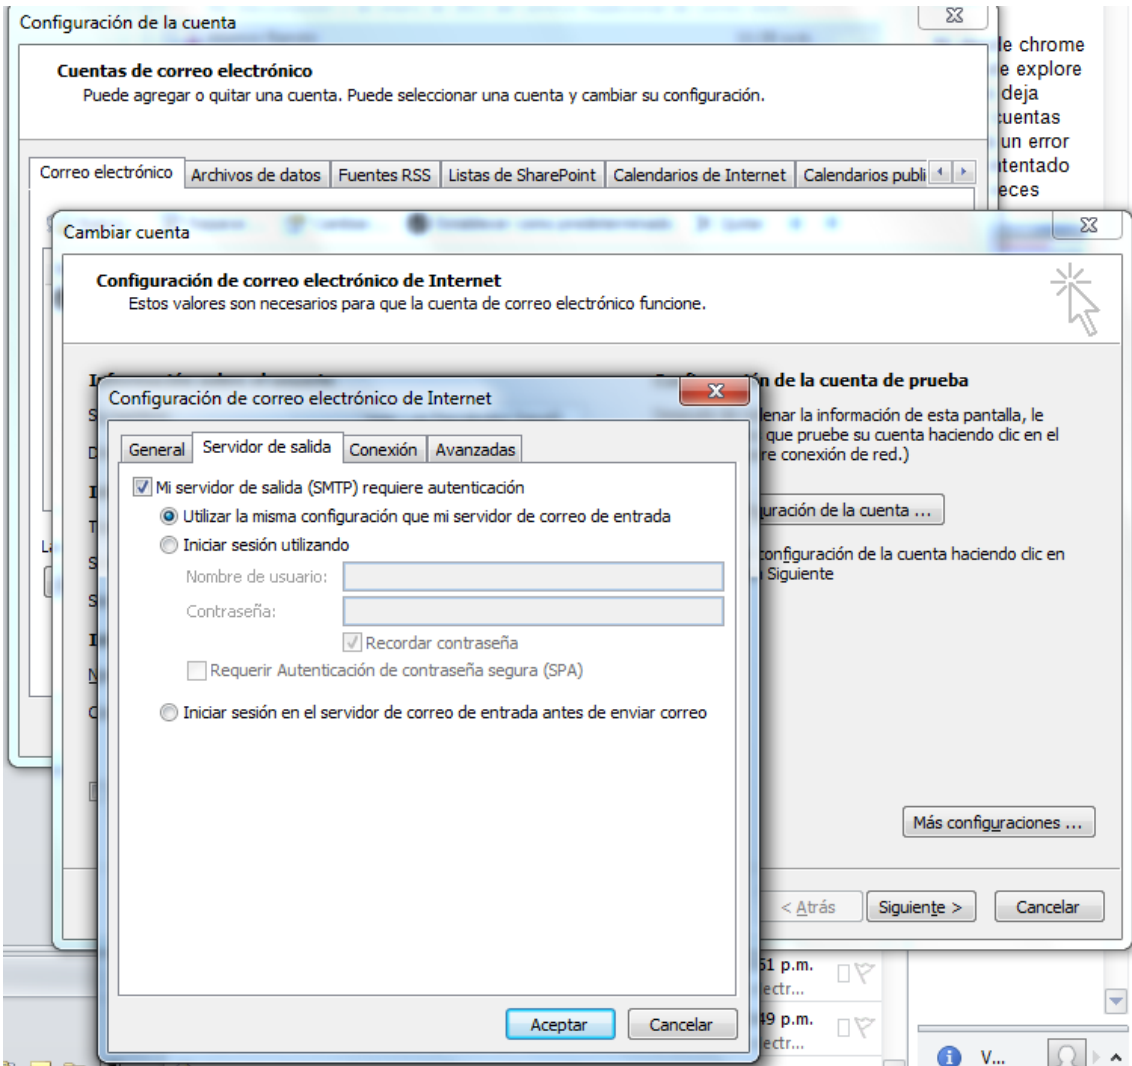 Configuración de la cuenta
Cuentas de correo electrónico
Puede agregar o quitar una cuenta. Puede seleccionar una cuenta y cambiar su configuración.
Correo electrónico
Archivos de datos
Fuentes RSS
Listas de SharePoint
Calendarios de Internet
Calendarios publi
le chrome
e explore
deja
cuentas
un error
ntentado
eces
Cambiar cuenta
Configuración de correo electrónico de Internet
Estos valores son necesarios para que la cuenta de correo electrónico funcione.
n de la cuenta de prueba
enar la información de esta pantalla, le
que pruebe su cuenta haciendo clic en el
re conexión de red.)
uración de la cuenta ...
configuración de la cuenta haciendo clic en
Siguiente
Más configuraciones ...
< Atrás
Siguiente >
Cancelar
Configuración de correo electrónico de Internet
General
Servidor de salida
Conexión
Avanzadas
Mi servidor de salida (SMTP) requiere autenticación
Utilizar la misma configuración que mi servidor de correo de entrada
Iniciar sesión utilizando
Nombre de usuario:
Contraseña:
Recordar contraseña
Requerir Autenticación de contraseña segura (SPA)
Iniciar sesión en el servidor de correo de entrada antes de enviar correo
Aceptar
Cancelar
51 p.m.
ectr...
49 p.m.
ectr...
V...